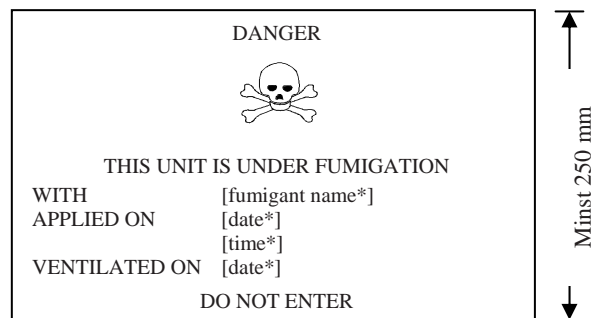 DANGER
THIS UNIT IS UNDER FUMIGATION
WITH [fumigant name*]
APPLIED ON [date*]
[time*]
VENTILATED ON [date*]
DO NOT ENTER
Minst 250 mm